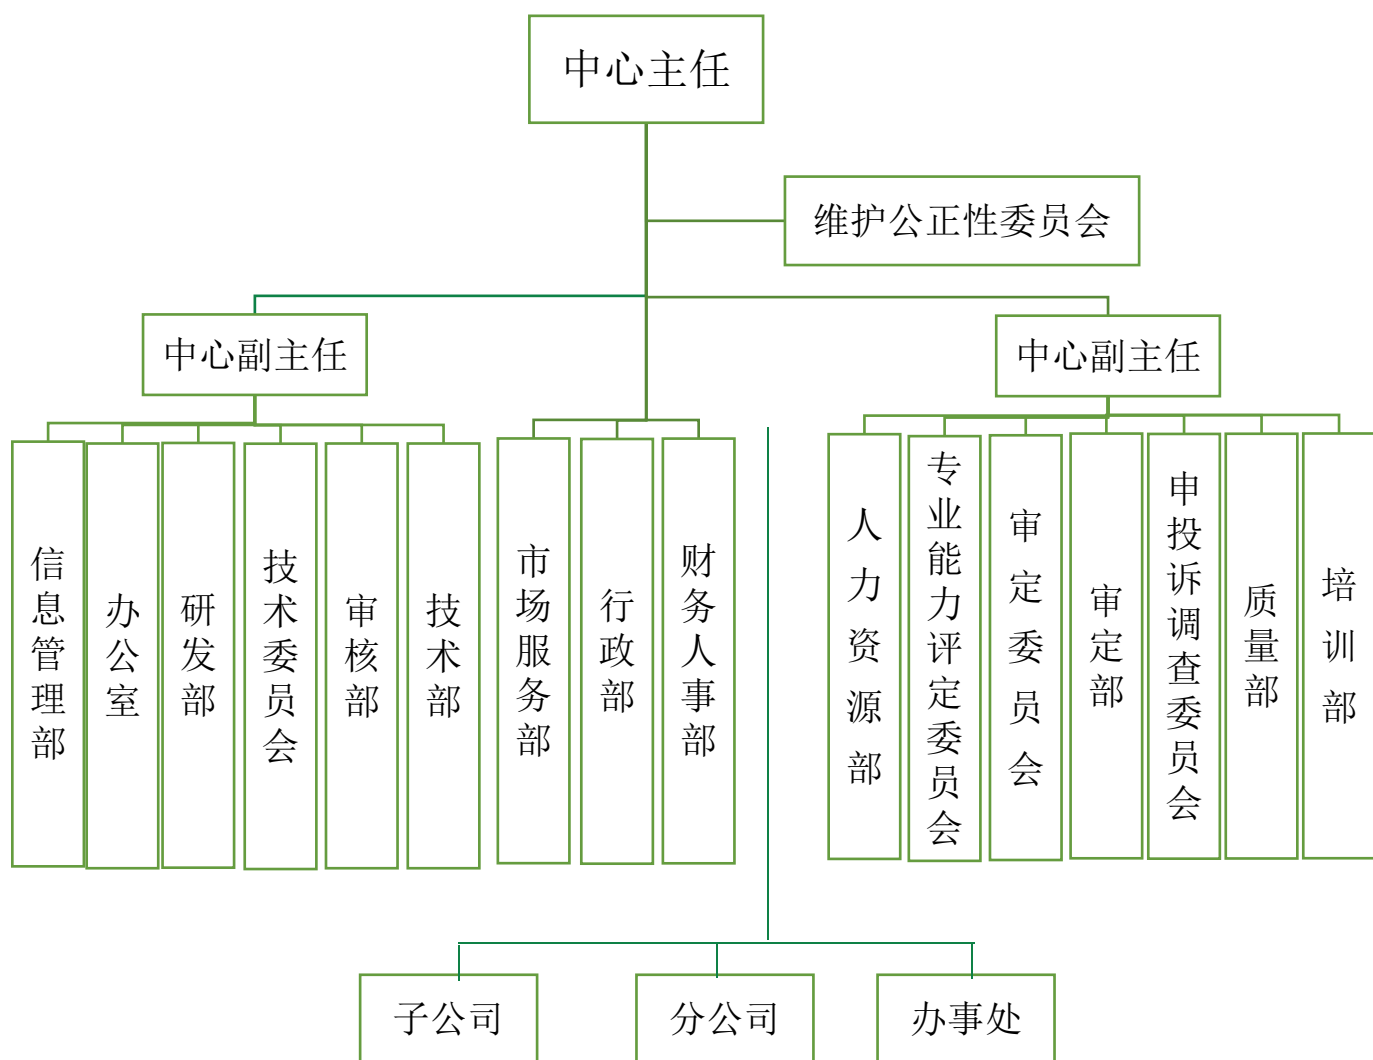 中心主任
维护公正性委员会
中心副主任
中心副主任
信息管理部
办公室
研发部
技术委员会
审核部
技术部
市场服务部
行政部
财务人事部
人力资源部
专业能力评定委员会
审定委员会
审定部
申投诉调查委员会
质量部
培训部
子公司
分公司
办事处